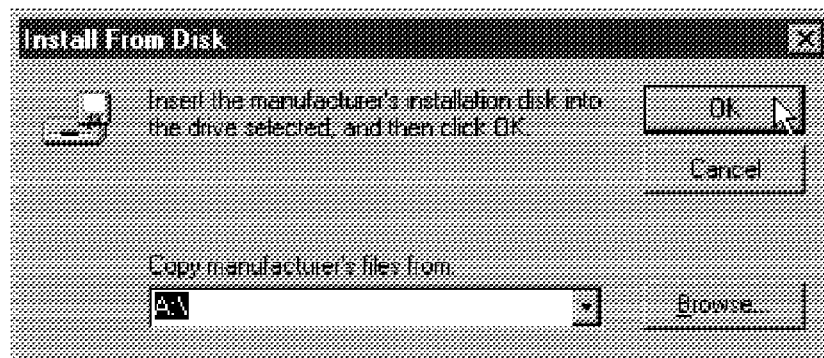 Install From Disk
Insert the manufacturer's installation disk into
the drive selected, and then click OK.
OK
Cancel
Copy manufacturer's files from:
A:\
Browse...